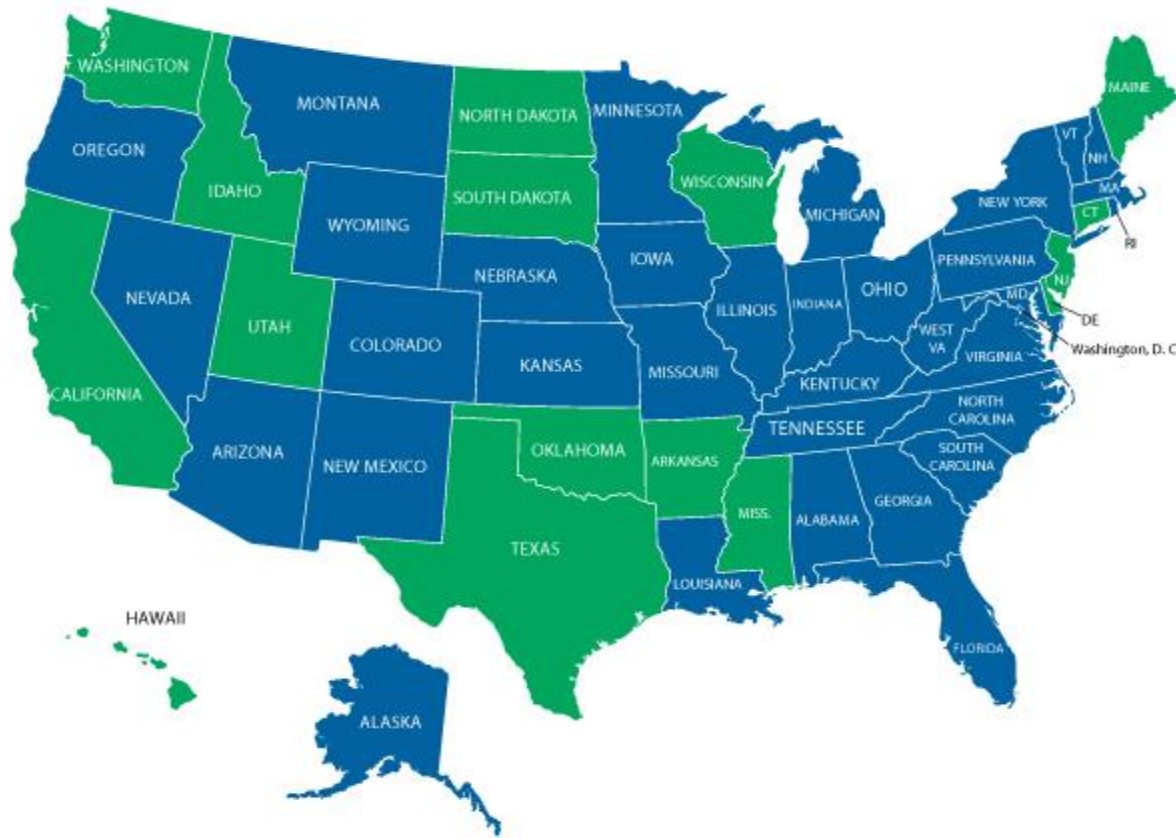 WASHINGTON
MONTANA
NORTH DAKOTA
MINNESOTA
MAINE
OREGON
IDAHO
SOUTH DAKOTA
WISCONSIN
VT
NH
WYOMING
MICHIGAN
NEW YORK
MA
CT
RI
NEBRASKA
IOWA
PENNSYLVANIA
NJ
NEVADA
UTAH
COLORADO
ILLINOIS
INDIANA
OHIO
MD
DE
KANSAS
MISSOURI
WEST
VA
VIRGINIA
Washington, D. C
CALIFORNIA
KENTUCKY
NORTH
CAROLINA
ARIZONA
NEW MEXICO
OKLAHOMA
ARKANSAS
TENNESSEE
SOUTH
CAROLINA
TEXAS
MISS.
ALABAMA
GEORGIA
LOUISIANA
HAWAII
FLORIDA
ALASKA